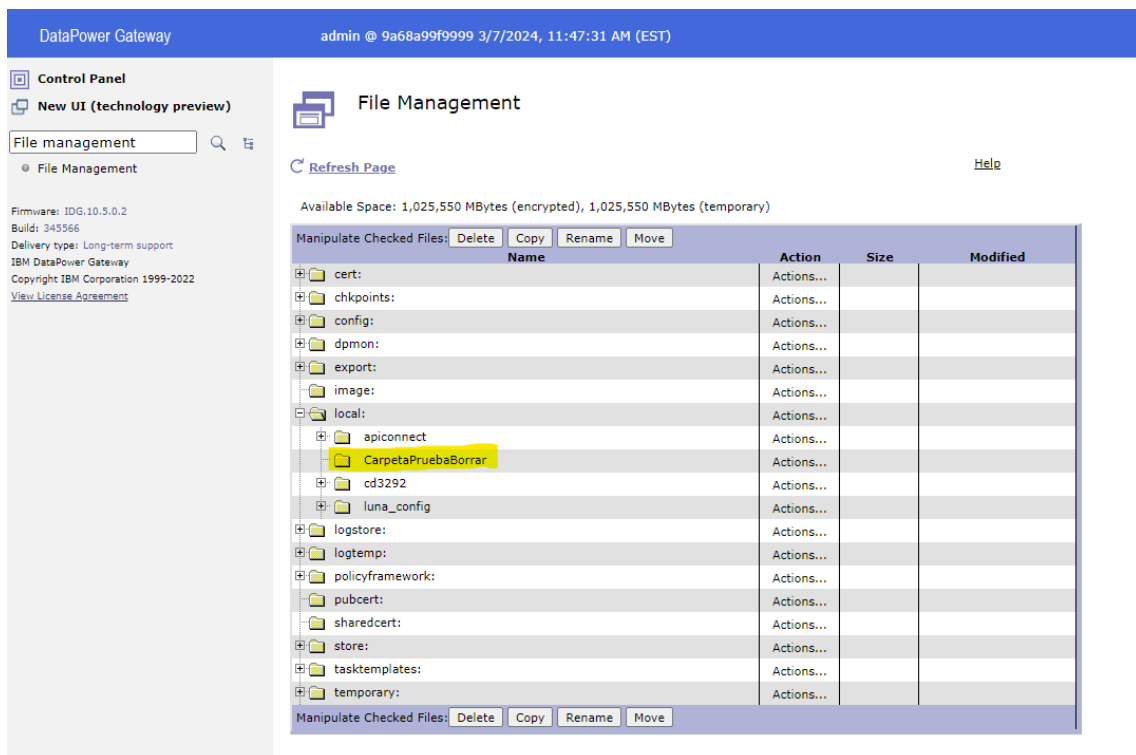 DataPower Gateway
admin @ 9a68a99f9999 3/7/2024, 11:47:31 AM (EST)
Control Panel
New UI (technology preview)
File management
File Management
Firmware: IDG.10.5.0.2
Build: 345566
Delivery type: Long-term support
IBM DataPower Gateway
Copyright IBM Corporation 1999-2022
View License Agreement
File Management
Refresh Page
Help
Available Space: 1,025,550 MBytes (encrypted), 1,025,550 MBytes (temporary)
Manipulate Checked Files: Delete Copy Rename Move
Name Action Size Modified
cert: Actions...
chkpoints: Actions...
config: Actions...
dpmon: Actions...
export: Actions...
image: Actions...
local: Actions...
apiconnect Actions...
CarpetaPruebaBorrar Actions...
cd3292 Actions...
luna_config Actions...
logstore: Actions...
logtemp: Actions...
policyframework: Actions...
pubcert: Actions...
sharedcert: Actions...
store: Actions...
tasktemplates: Actions...
temporary: Actions...
Manipulate Checked Files: Delete Copy Rename Move